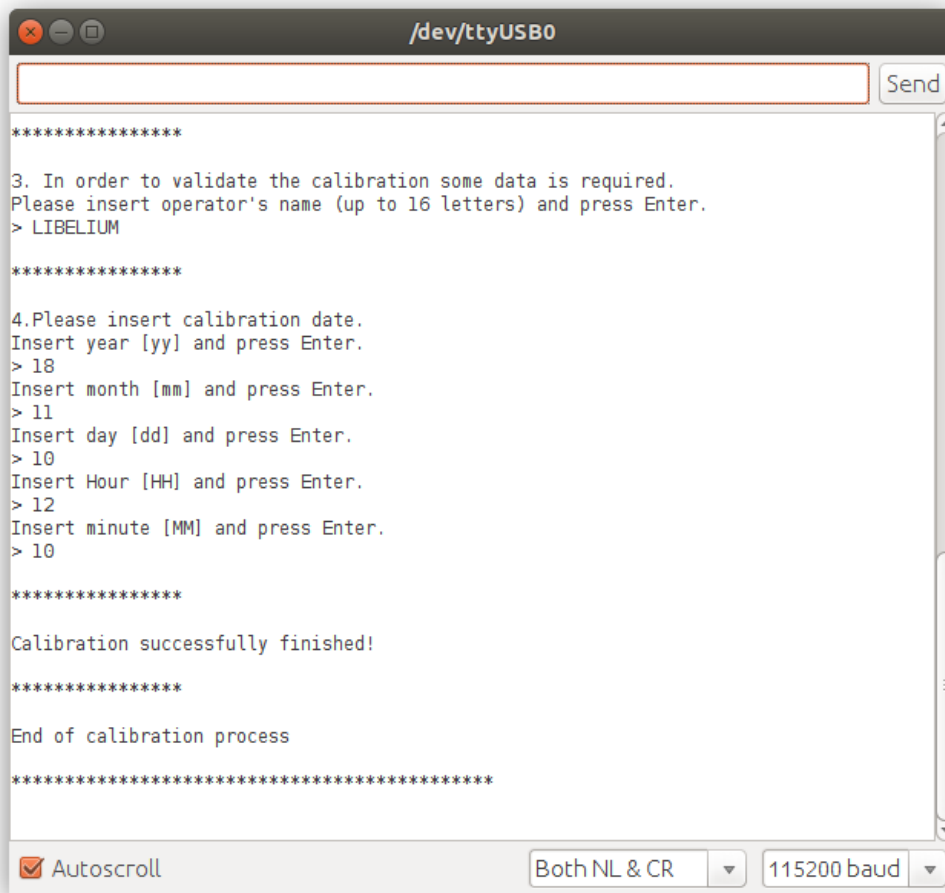 /dev/ttyUSB0
Send
****************
3. In order to validate the calibration some data is required.
Please insert operator's name (up to 16 letters) and press Enter.
> LIBELIUM
****************
4.Please insert calibration date.
Insert year [yy] and press Enter.
> 18
Insert month [mm] and press Enter.
> 11
Insert day [dd] and press Enter.
> 10
Insert Hour [HH] and press Enter.
> 12
Insert minute [MM] and press Enter.
> 10
****************
Calibration successfully finished!
****************
End of calibration process
*********************************************
Autoscroll
Both NL & CR
115200 baud